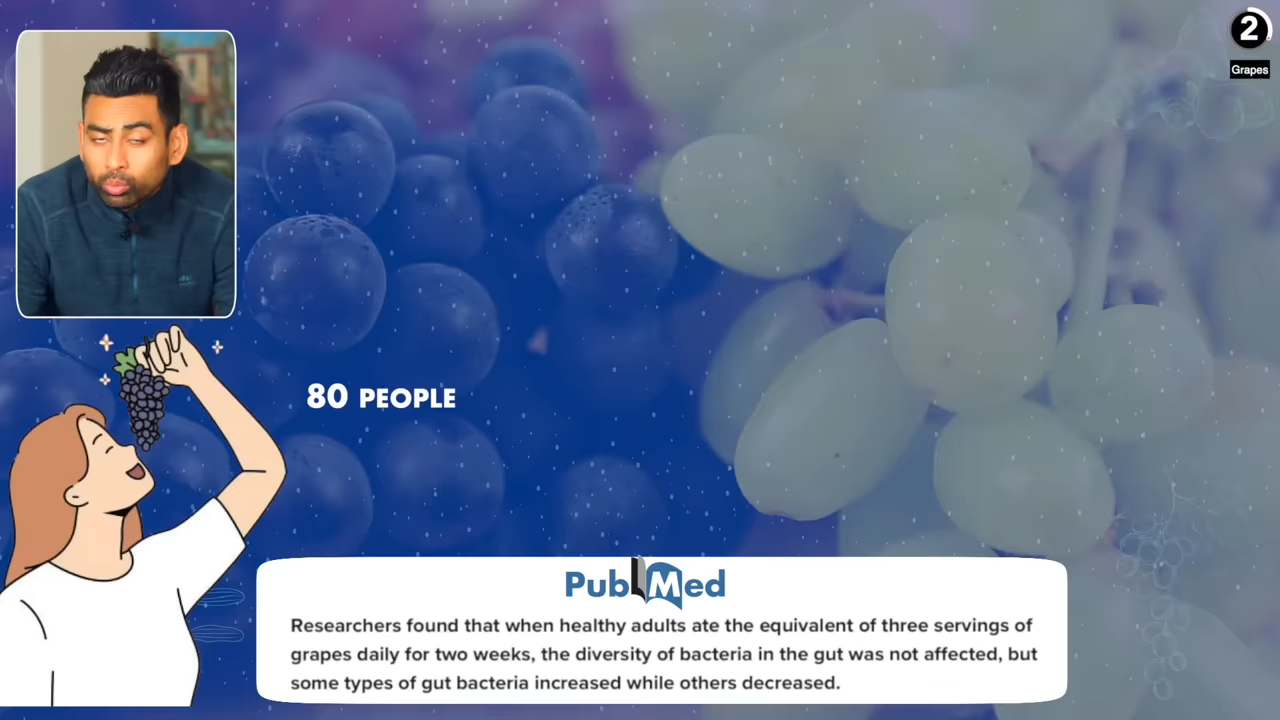 2
Grapes
80 PEOPLE
PubMed
Researchers found that when healthy adults ate the equivalent of three servings of
grapes daily for two weeks, the diversity of bacteria in the gut was not affected, but
some types of gut bacteria increased while others decreased.